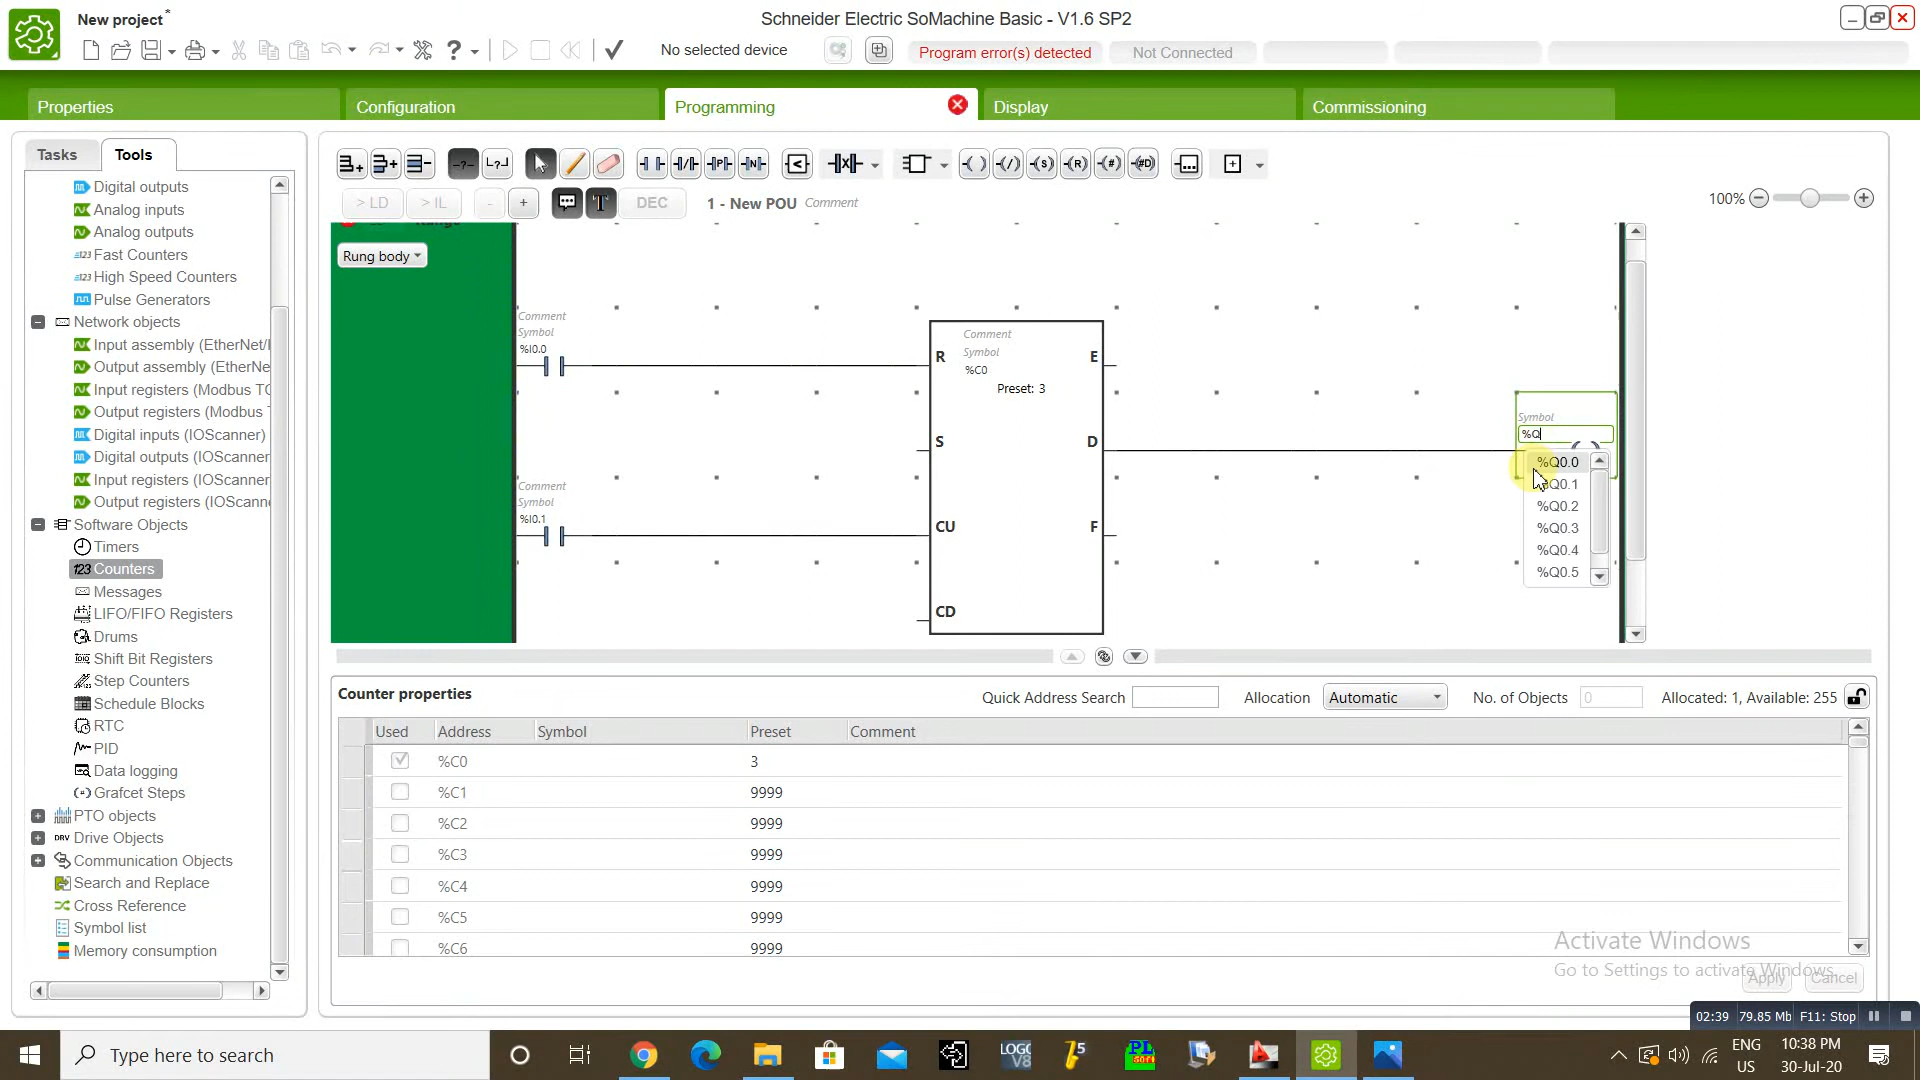 New project*
Schneider Electric SoMachine Basic - V1.6 SP2
No selected device
Program error(s) detected
Not Connected
Properties
Configuration
Programming
Display
Commissioning
Tasks
Tools
Digital outputs
Analog inputs
Analog outputs
Fast Counters
High Speed Counters
Pulse Generators
Network objects
Input assembly (EtherNet/I
Output assembly (EtherNe
Input registers (Modbus TC
Output registers (Modbus T
Digital inputs (IOScanner)
Digital outputs (IOScanne
Input registers (IOScanne
Output registers (IOScann
Software Objects
Timers
Counters
Messages
LIFO/FIFO Registers
Drums
Shift Bit Registers
Step Counters
Schedule Blocks
RTC
PID
Data logging
Grafcet Steps
PTO objects
Drive Objects
Communication Objects
Search and Replace
Cross Reference
Symbol list
Memory consumption
> LD
> IL
-
+
T
DEC
1 - New POU
Comment
100%
Rung body
Comment
Symbol
%I0.0
Comment
Symbol
%I0.1
Comment
Symbol
%C0
Preset: 3
R
E
S
D
CU
F
CD
Symbol
%Q
%Q0.0
%Q0.1
%Q0.2
%Q0.3
%Q0.4
%Q0.5
Counter properties
Quick Address Search
Allocation
Automatic
No. of Objects
0
Allocated: 1, Available: 255
Used Address Symbol Preset Comment
%C0 3
%C1 9999
%C2 9999
%C3 9999
%C4 9999
%C5 9999
%C6 9999
Activate Windows
Go to Settings to activate Windows.
Apply
Cancel
02:39 79.85 Mb F11: Stop
Type here to search
LOGO
V8
ENG
US
10:38 PM
30-Jul-20